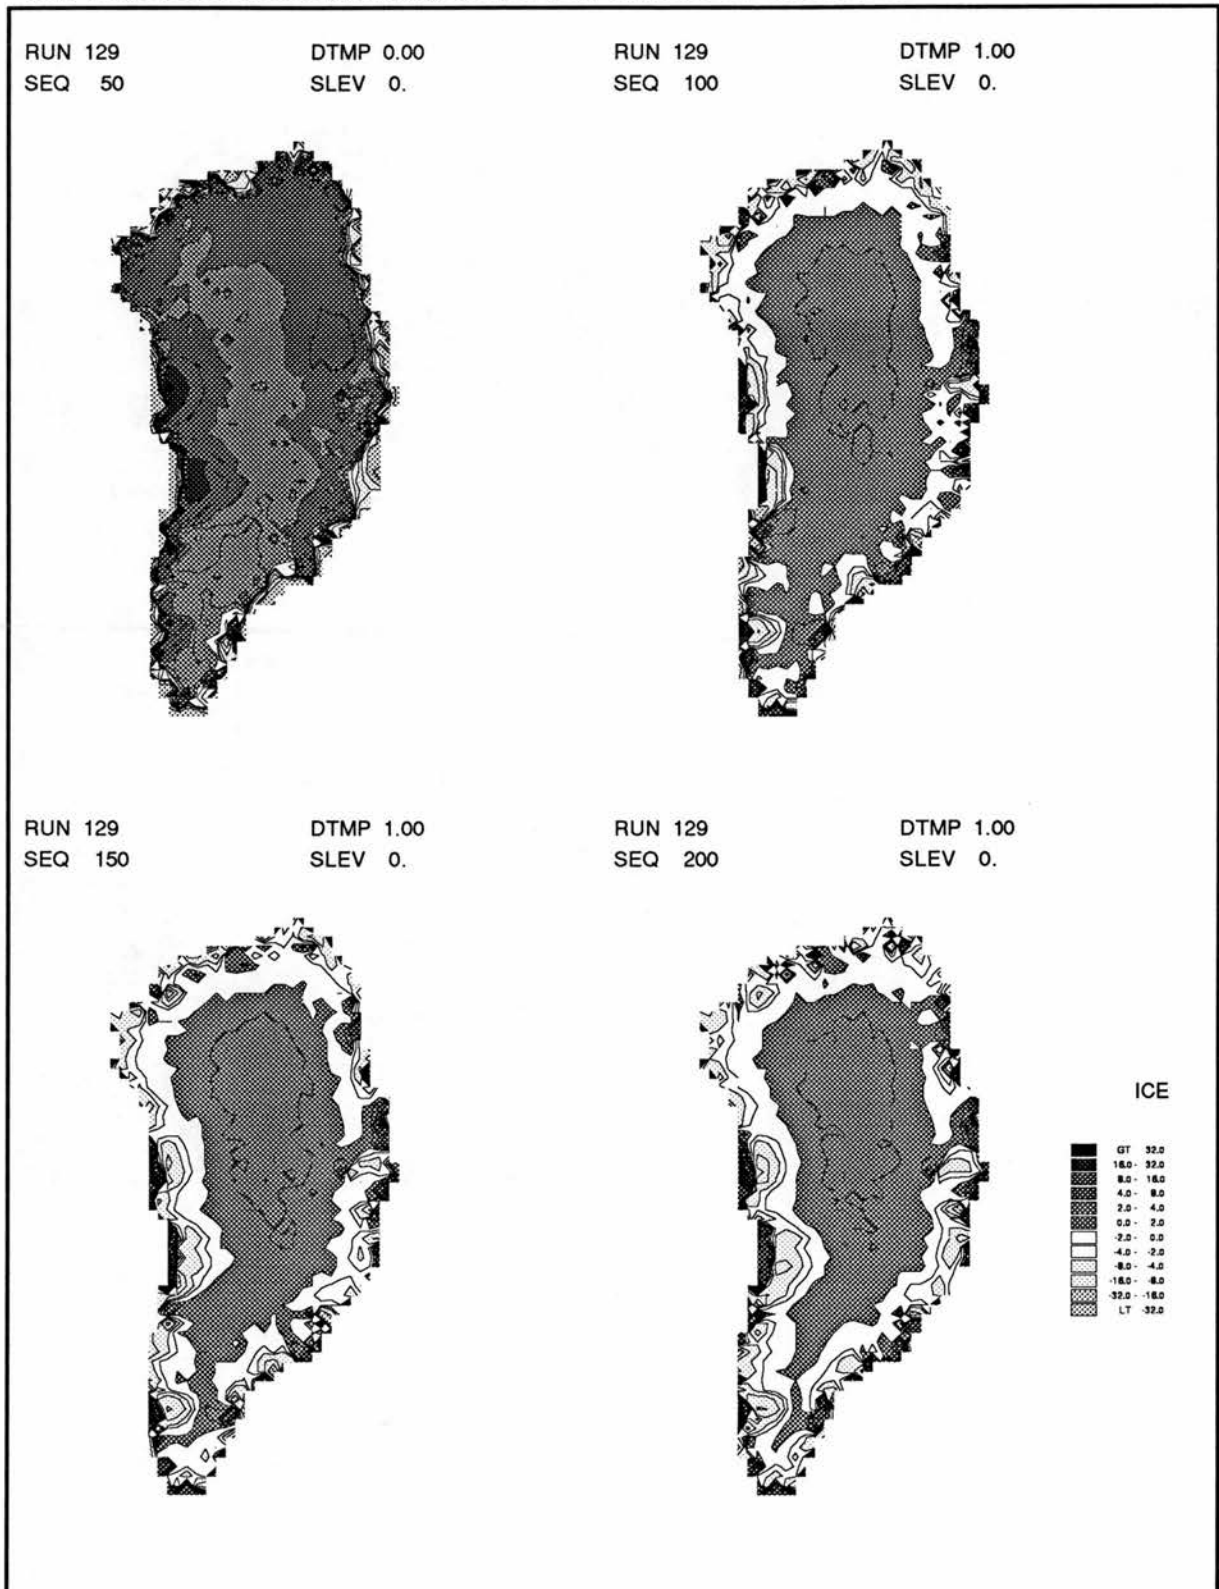 RUN 129 DTMP 0.00
SEQ 50 SLEV 0.
RUN 129 DTMP 1.00
SEQ 100 SLEV 0.
RUN 129 DTMP 1.00
SEQ 150 SLEV 0.
RUN 129 DTMP 1.00
SEQ 200 SLEV 0.
ICE
GT 32.0
16.0 - 32.0
8.0 - 16.0
4.0 - 8.0
2.0 - 4.0
0.0 - 2.0
-2.0 - 0.0
-4.0 - -2.0
-8.0 - -4.0
-16.0 - -8.0
-32.0 - -16.0
LT -32.0